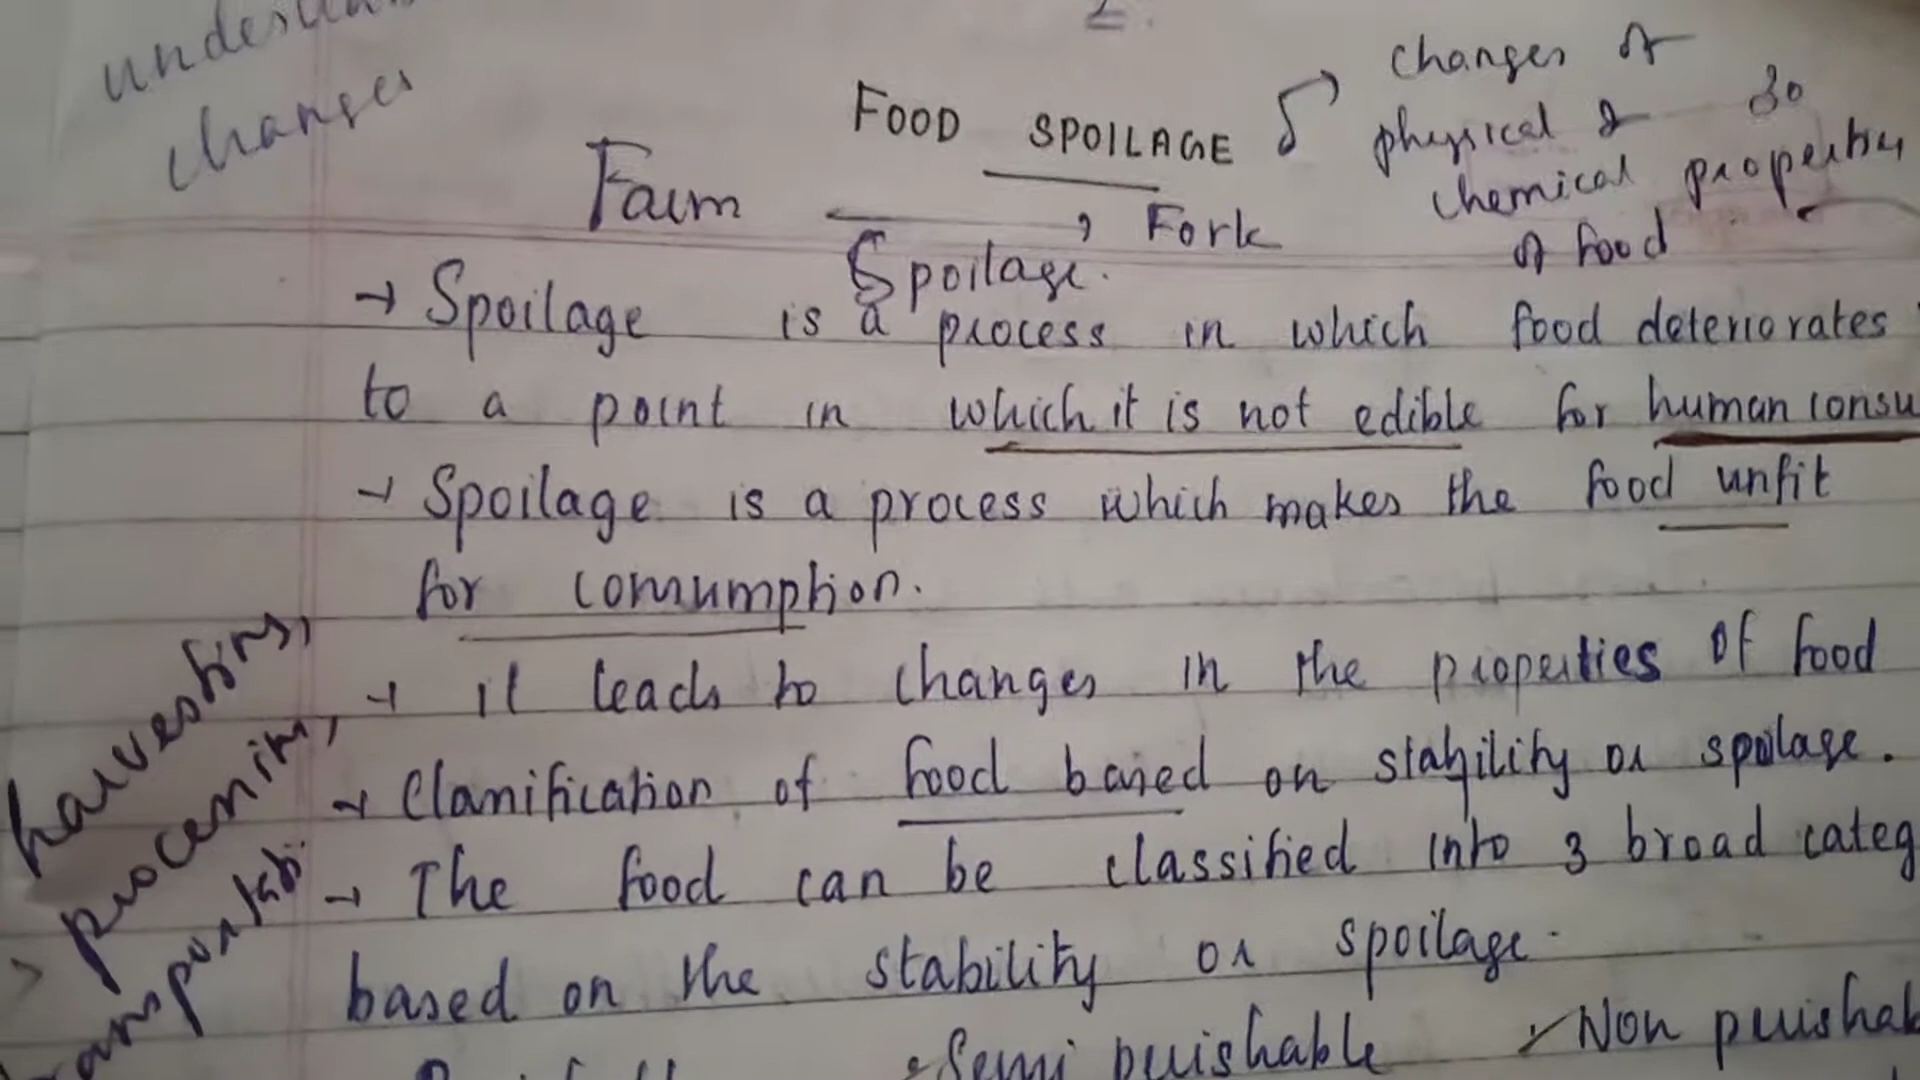 changes
FOOD SPOILAGE
changes of
physical &
chemical properties
of food
30
Farm → Fork
Spoilage.
→ Spoilage is a process in which food deteriorates
to a point in which it is not edible for human consu
→ Spoilage is a process which makes the food unfit
for consumption.
→ it leads to changes in the properties of food
→ Classification of food based on stability or spoilage.
→ The food can be classified into 3 broad categ
based on the stability or spoilage.
Semi perishable
Non perishab
harvesting,
processing,